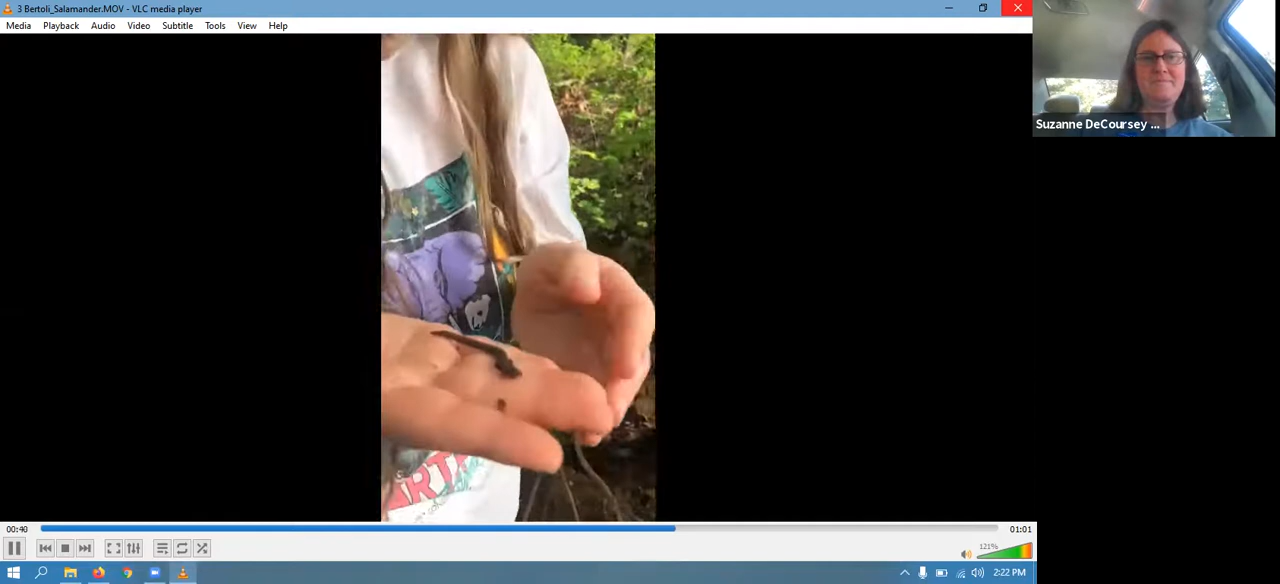 3 Bertoli_Salamander.MOV - VLC media player
Media Playback Audio Video Subtitle Tools View Help
Suzanne DeCoursey ...
00:40
01:01
121%
2:22 PM